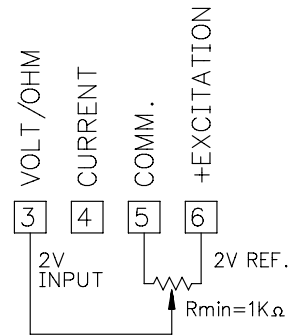 VOLT/OHM
CURRENT
COMM.
+EXCITATION
3
4
5
6
2V
INPUT
2V REF.
Rmin=1KΩ